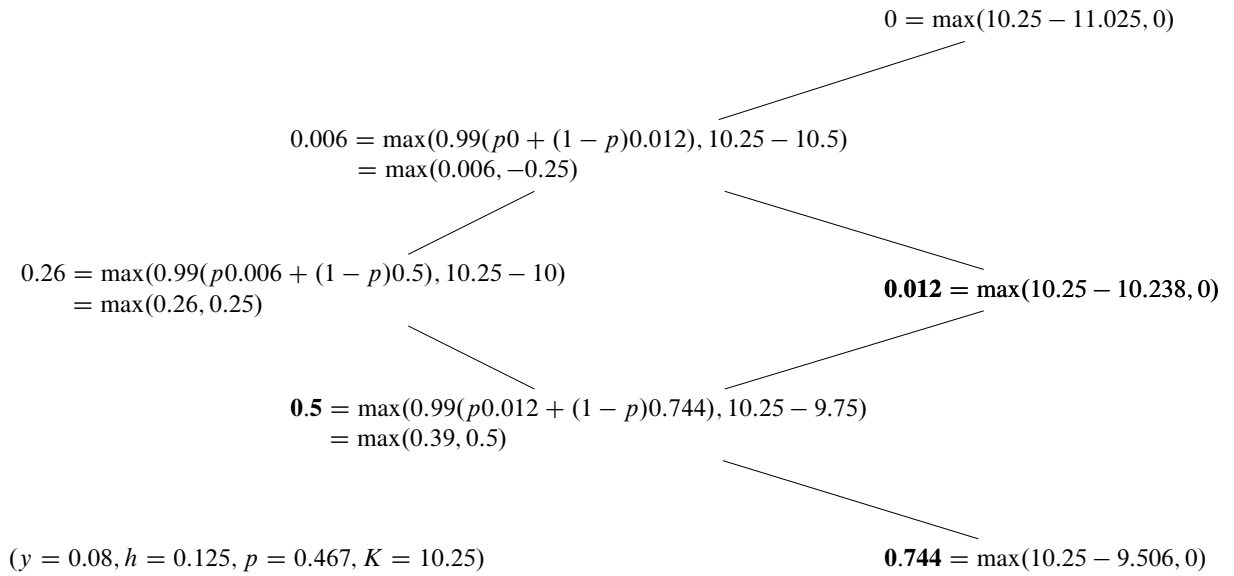 0 = max(10.25 − 11.025, 0)
0.006 = max(0.99(p0 + (1 − p)0.012), 10.25 − 10.5)
= max(0.006, −0.25)
0.26 = max(0.99(p0.006 + (1 − p)0.5), 10.25 − 10)
= max(0.26, 0.25)
0.012 = max(10.25 − 10.238, 0)
0.5 = max(0.99(p0.012 + (1 − p)0.744), 10.25 − 9.75)
= max(0.39, 0.5)
(y = 0.08, h = 0.125, p = 0.467, K = 10.25)
0.744 = max(10.25 − 9.506, 0)